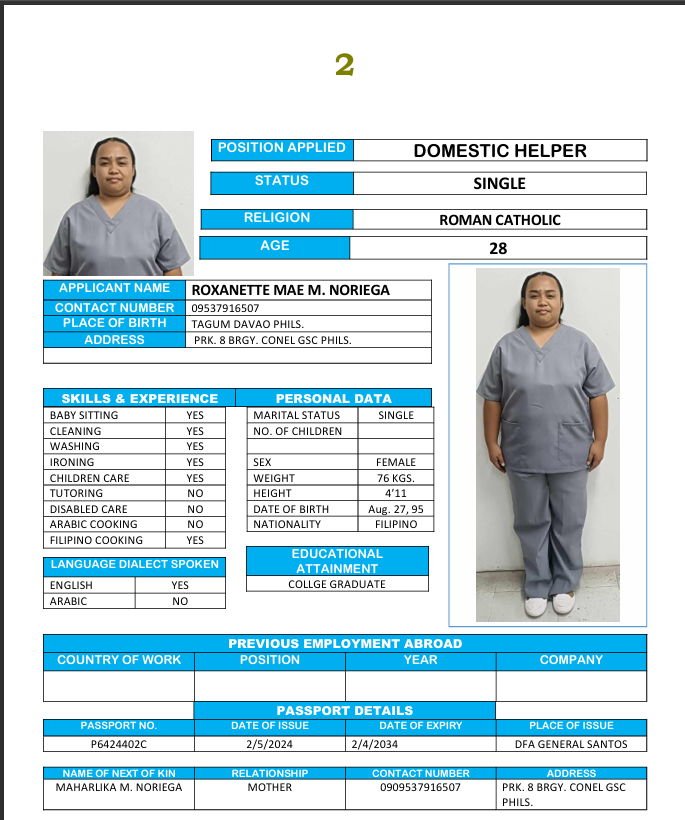 2
POSITION APPLIED DOMESTIC HELPER
STATUS SINGLE
RELIGION ROMAN CATHOLIC
AGE 28
APPLICANT NAME ROXANETTE MAE M. NORIEGA
CONTACT NUMBER 09537916507
PLACE OF BIRTH TAGUM DAVAO PHILS.
ADDRESS PRK. 8 BRGY. CONEL GSC PHILS.
SKILLS & EXPERIENCE PERSONAL DATA
BABY SITTING YES MARITAL STATUS SINGLE
CLEANING YES NO. OF CHILDREN
WASHING YES
IRONING YES SEX FEMALE
CHILDREN CARE YES WEIGHT 76 KGS.
TUTORING NO HEIGHT 4’11
DISABLED CARE NO DATE OF BIRTH Aug. 27, 95
ARABIC COOKING NO NATIONALITY FILIPINO
FILIPINO COOKING YES
LANGUAGE DIALECT SPOKEN
ENGLISH YES
ARABIC NO
EDUCATIONAL
ATTAINMENT
COLLGE GRADUATE
PREVIOUS EMPLOYMENT ABROAD
COUNTRY OF WORK POSITION YEAR COMPANY
PASSPORT DETAILS
PASSPORT NO. DATE OF ISSUE DATE OF EXPIRY PLACE OF ISSUE
P6424402C 2/5/2024 2/4/2034 DFA GENERAL SANTOS
NAME OF NEXT OF KIN RELATIONSHIP CONTACT NUMBER ADDRESS
MAHARLIKA M. NORIEGA MOTHER 0909537916507 PRK. 8 BRGY. CONEL GSC
PHILS.